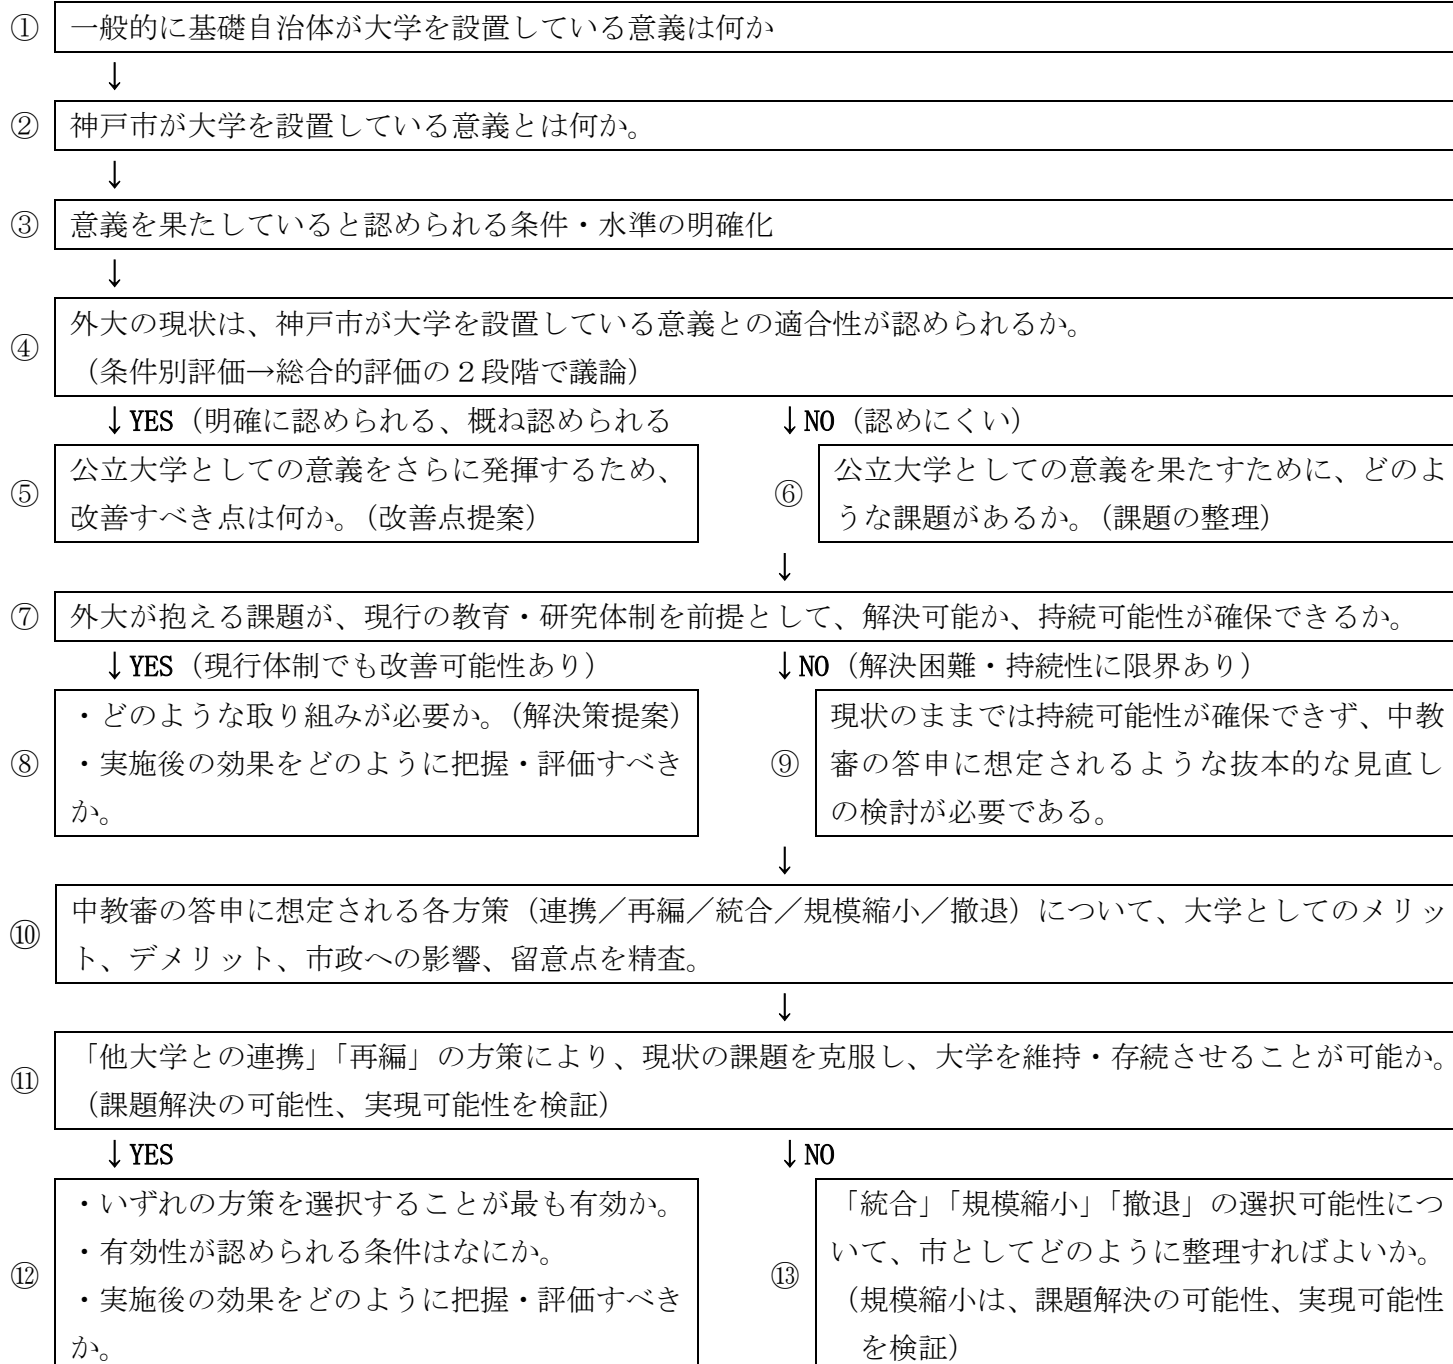 ① 一般的に基礎自治体が大学を設置している意義は何か
↓
② 神戸市が大学を設置している意義とは何か。
↓
③ 意義を果たしていると認められる条件・水準の明確化
↓
④ 外大の現状は、神戸市が大学を設置している意義との適合性が認められるか。
（条件別評価→総合的評価の２段階で議論）
↓YES（明確に認められる、概ね認められる
↓NO（認めにくい）
⑤ 公立大学としての意義をさらに発揮するため、
改善すべき点は何か。（改善点提案）
⑥ 公立大学としての意義を果たすために、どのよ
うな課題があるか。（課題の整理）
↓
⑦ 外大が抱える課題が、現行の教育・研究体制を前提として、解決可能か、持続可能性が確保できるか。
↓YES（現行体制でも改善可能性あり）
↓NO（解決困難・持続性に限界あり）
⑧ ・どのような取り組みが必要か。（解決策提案）
・実施後の効果をどのように把握・評価すべき
か。
⑨ 現状のままでは持続可能性が確保できず、中教
審の答申に想定されるような抜本的な見直し
の検討が必要である。
↓
⑩ 中教審の答申に想定される各方策（連携／再編／統合／規模縮小／撤退）について、大学としてのメリッ
ト、デメリット、市政への影響、留意点を精査。
↓
⑪ 「他大学との連携」「再編」の方策により、現状の課題を克服し、大学を維持・存続させることが可能か。
（課題解決の可能性、実現可能性を検証）
↓YES
↓NO
⑫ ・いずれの方策を選択することが最も有効か。
・有効性が認められる条件はなにか。
・実施後の効果をどのように把握・評価すべき
か。
⑬ 「統合」「規模縮小」「撤退」の選択可能性につ
いて、市としてどのように整理すればよいか。
（規模縮小は、課題解決の可能性、実現可能性
を検証）